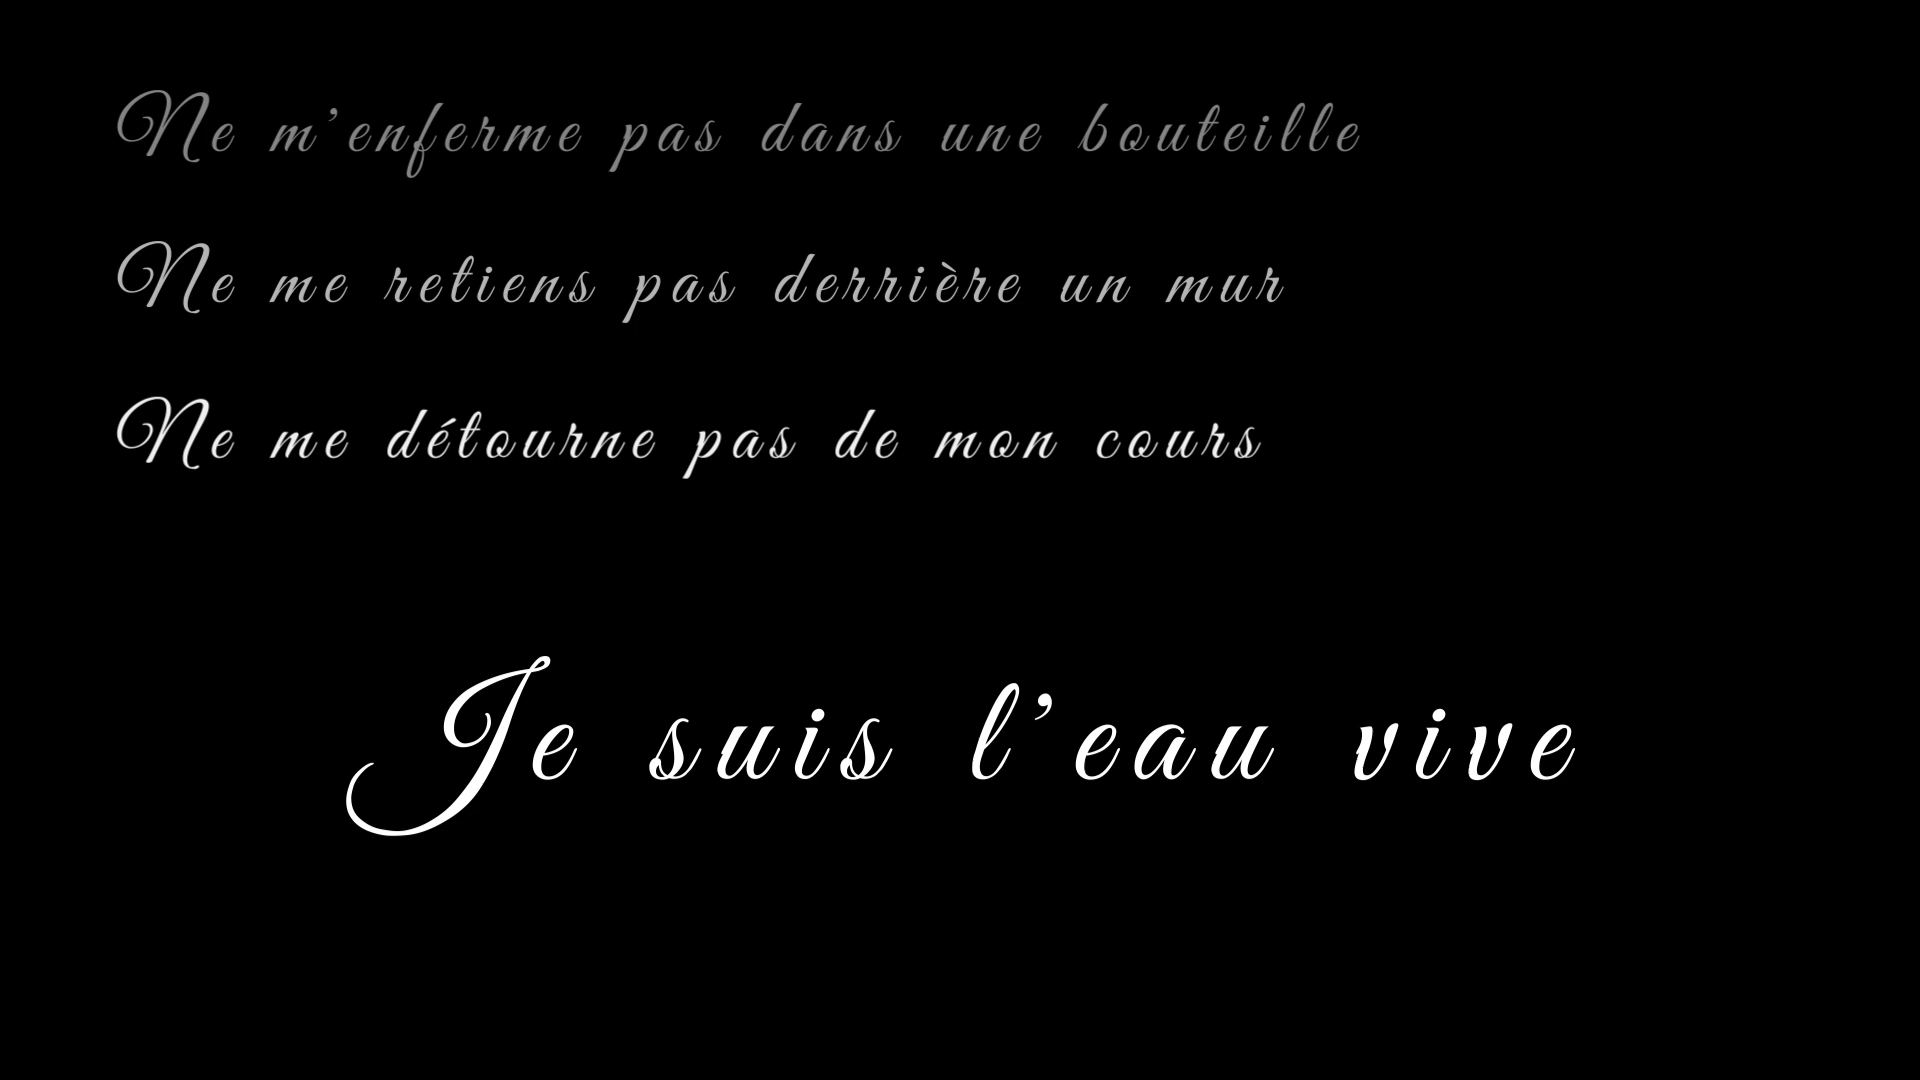 Ne m’enferme pas dans une bouteille
Ne me retiens pas derrière un mur
Ne me détourne pas de mon cours
Je suis l’eau vive